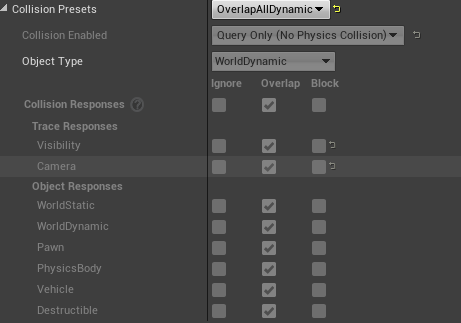 Collision Presets OverlapAllDynamic
Collision Enabled Query Only (No Physics Collision)
Object Type WorldDynamic
Ignore Overlap Block
Collision Responses ?
Trace Responses
Visibility
Camera
Object Responses
WorldStatic
WorldDynamic
Pawn
PhysicsBody
Vehicle
Destructible